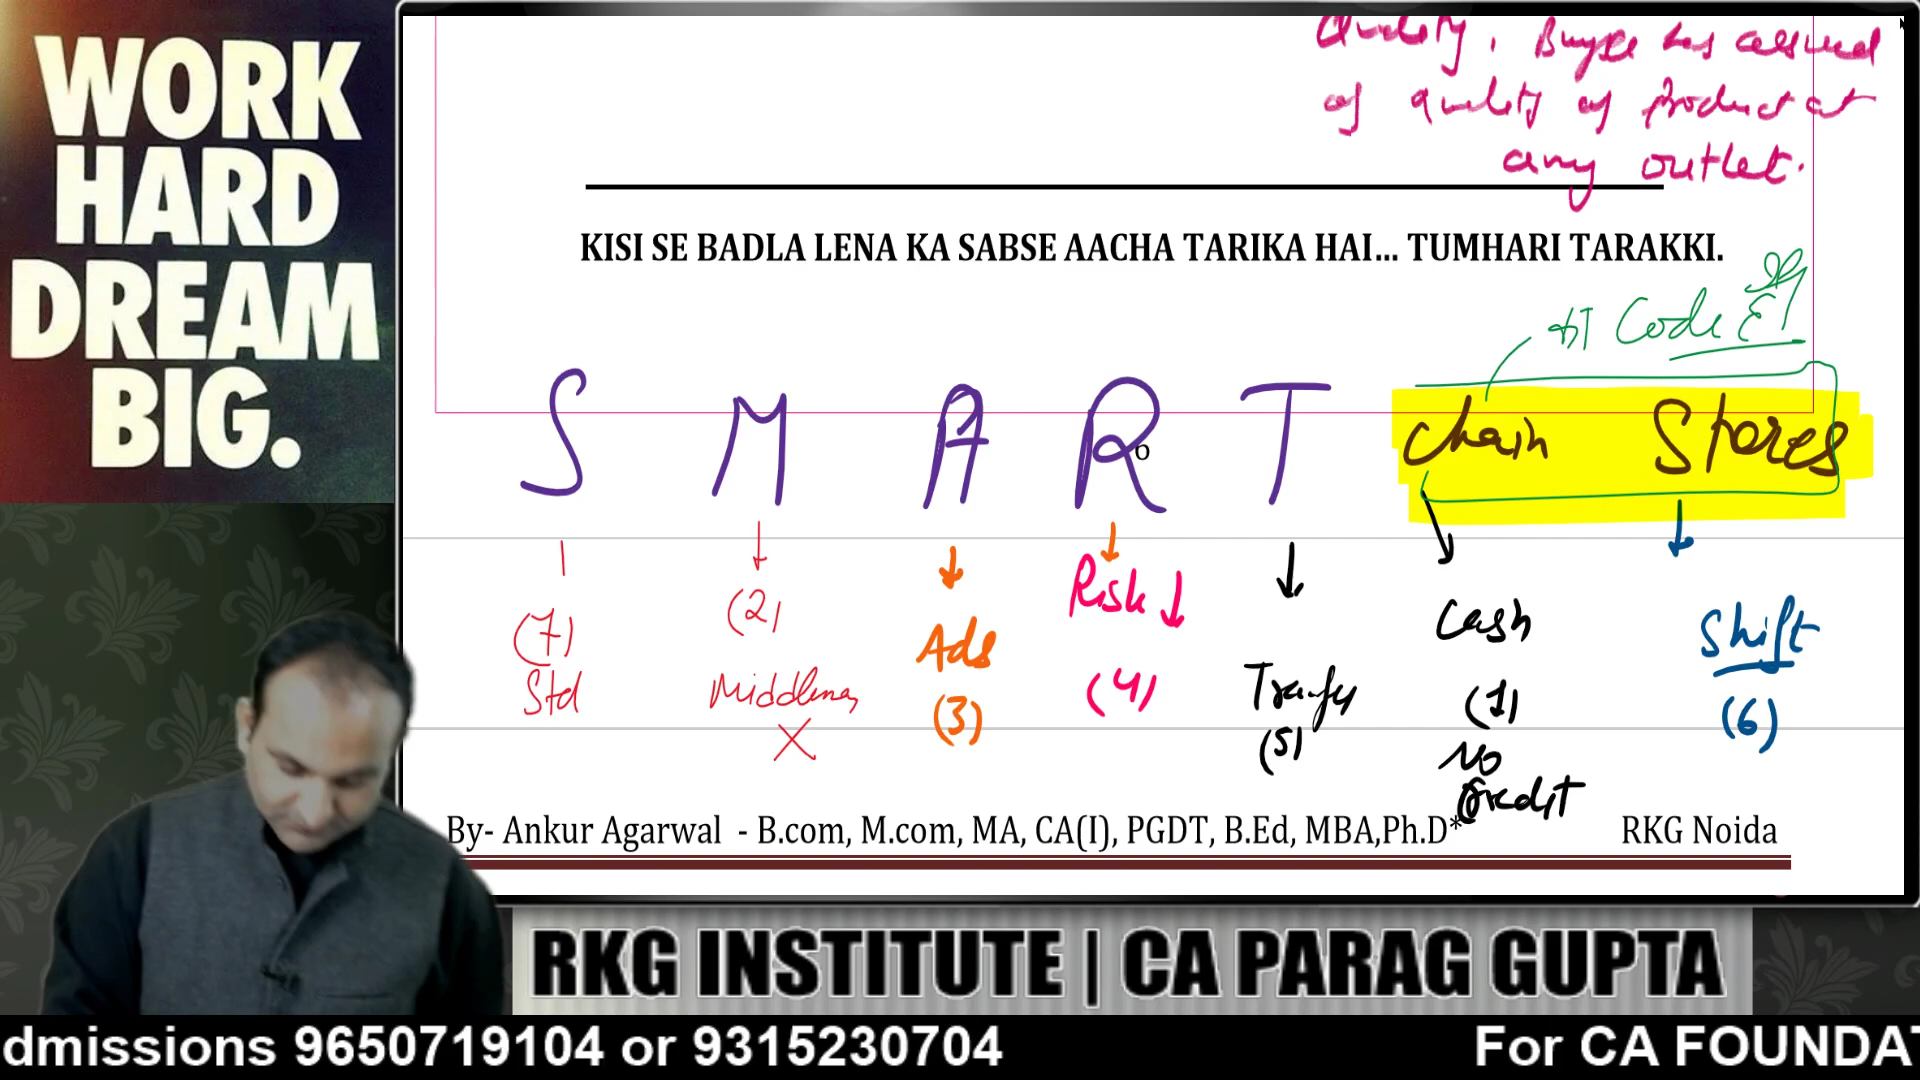 WORK
HARD
DREAM
BIG.
Quality. Buyer has assured
of quality of Product at
any outlet.
KISI SE BADLA LENA KA SABSE AACHA TARIKA HAI... TUMHARI TARAKKI.
Code
S M A R T Chain Stores
(7) Std
(2) Middlemen X
Ads (3)
Risk ↓ (4)
(5)
Cash (1) No Credit
Shift (6)
By- Ankur Agarwal - B.com, M.com, MA, CA(I), PGDT, B.Ed, MBA,Ph.D*
RKG Noida
RKG INSTITUTE | CA PARAG GUPTA
dmissions 9650719104 or 9315230704
For CA FOUNDAT